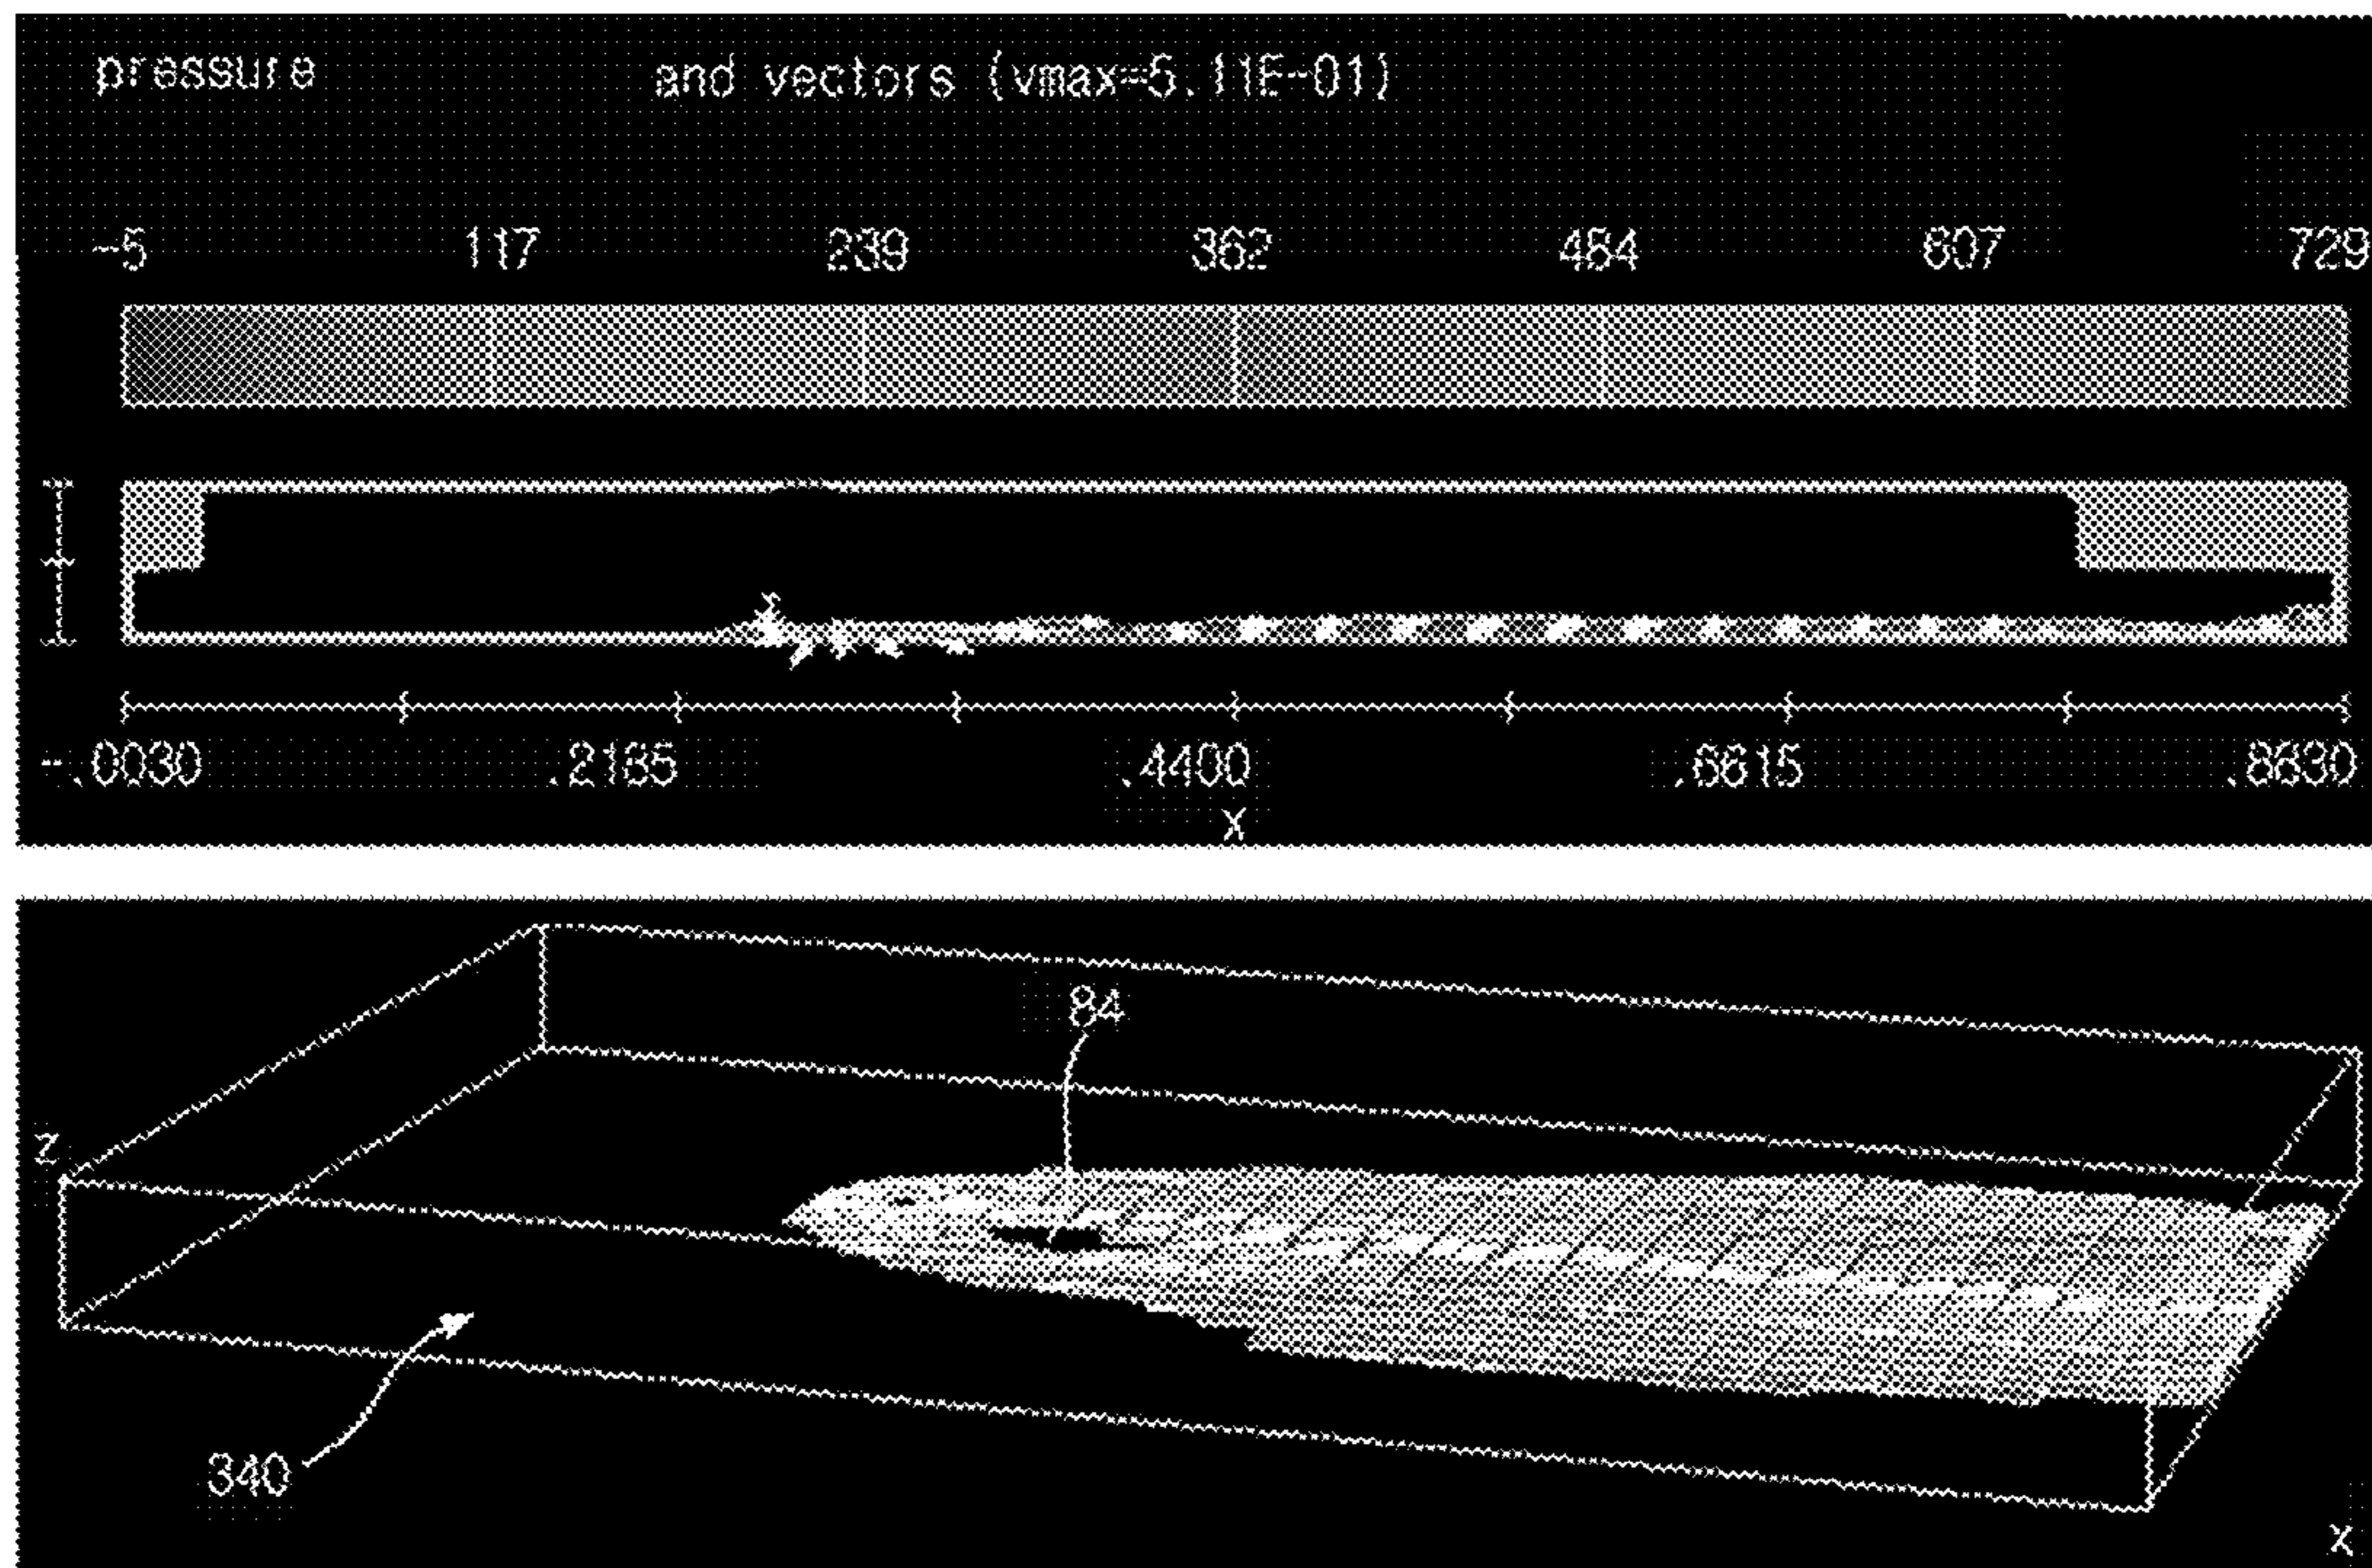 pressure and vectors (vmax=5.11E-01)
-5 117 239 362 484 607 729
-.0030 .2185 .4400 .6615 .8830
x
84
z
340
x